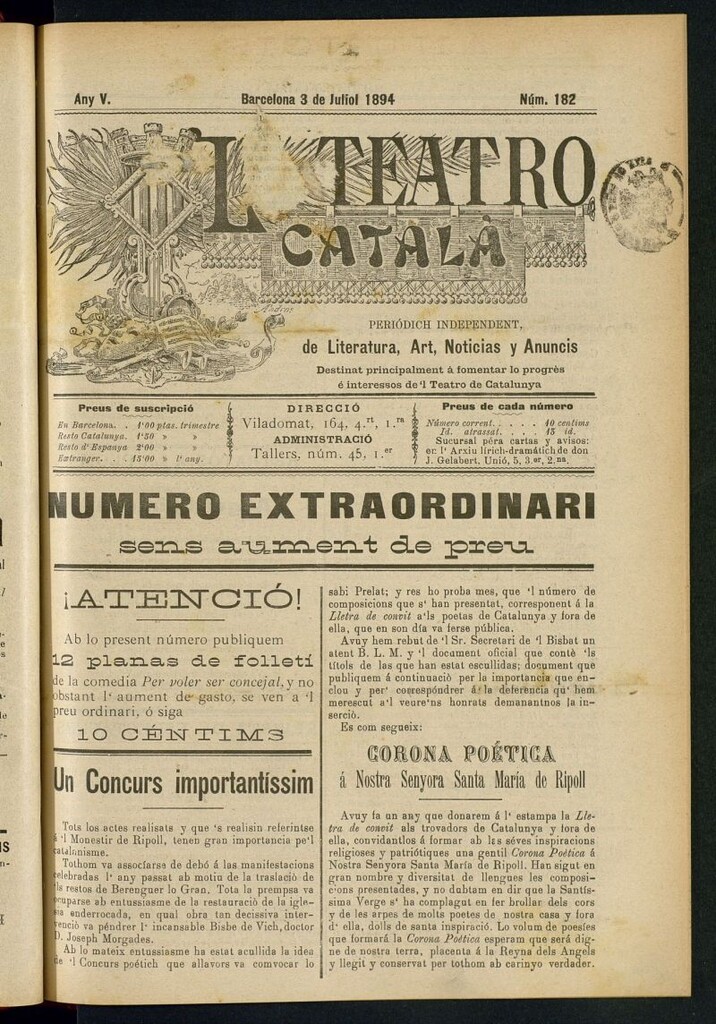 Any V.
Barcelona 3 de Juliol 1894
Núm. 182
L TEATRO
CATALÀ
PERIÓDICH INDEPENDENT,
de Literatura, Art, Noticias y Anuncis
Destinat principalment á fomentar lo progrès
é interessos de 'l Teatro de Catalunya
Preus de suscripció
En Barcelona. . . 1'00 ptas. trimestre
Resto Catalunya. 1'50 » »
Resto d' Espanya 2'00 » »
Extranger. . . . 15'00 » l' any.
DIRECCIÓ
Viladomat, 164, 4.rt, 1.ra
ADMINISTRACIÓ
Tallers, núm. 45, 1.er
Preus de cada número
Número corrent. . . . . 10 centims
Id. atrassat. . . . . 15 id.
Sucursal péra cartas y avisos:
en l' Arxiu lírich-dramátich de don
J. Gelabert, Unió, 5, 3.er, 2.na
NUMERO EXTRAORDINARI
sens aument de preu
¡ATENCIÓ!
Ab lo present número publiquem
12 planas de folletí
de la comedia Per voler ser concejal, y no
obstant l' aument de gasto, se ven a 'l
preu ordinari, ó siga
10 CÉNTIMS
Un Concurs importantíssim
Tots los actes realisats y que 's realisin referintse
á 'l Monestir de Ripoll, tenen gran importancia pe'l
catalanisme.
Tothom va associarse de debó á las manifestacions
celebradas l' any passat ab motiu de la traslació de
'ls restos de Berenguer lo Gran. Tota la prempsa va
ocuparse ab entussiasme de la restauració de la igle-
sia enderrocada, en qual obra tan decissiva inter-
venció va péndrer l' incansable Bisbe de Vich, doctor
D. Joseph Morgades.
Ab lo mateix entussiasme ha estat acullida la idea
de 'l Concurs poétich que allavors va convocar lo
sabi Prelat; y res ho proba mes, que 'l número de
composicions que s' han presentat, corresponent á la
Lletra de convit a'ls poetas de Catalunya y fora de
ella, que en son día va ferse pública.
Avuy hem rebut de 'l Sr. Secretari de 'l Bisbat un
atent B. L. M. y 'l document oficial que conté 'ls
títols de las que han estat escullidas; document que
publiquem á continuació per la importancia que en-
clou y per' correspóndrer á la deferencia qu' hem
merescut a'l veure'ns honrats demanantnos la in-
serció.
Es com segueix:
CORONA POÉTICA
á Nostra Senyora Santa María de Ripoll
Avuy fa un any que donarem á l' estampa la Lle-
tra de convit als trovadors de Catalunya y fora de
ella, convidantlos á formar ab les séves inspiracions
religioses y patriótiques una gentil Corona Poética á
Nostra Senyora Santa María de Ripoll. Han sigut en
gran nombre y diversitat de llengues les composi-
cions presentades, y no dubtam en dir que la Santís-
sima Verge s' ha complagut en fer brollar dels cors
y de les arpes de molts poetes de nostra casa y fora
d' ella, dolls de santa inspiració. Lo volum de poesíes
que formará la Corona Poética esperam que será dig-
ne de nostra terra, placenta á la Reyna dels Angels
y llegit y conservat per tothom ab carinyo verdader.